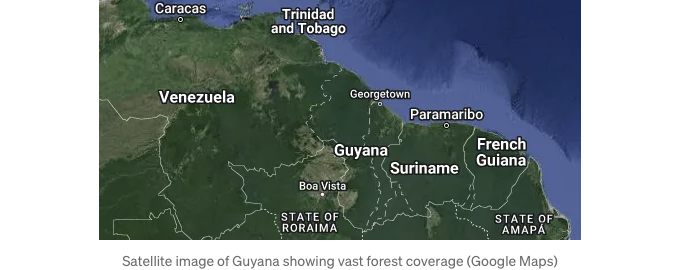 Caracas
Trinidad
and Tobago
Venezuela
Georgetown
Paramaribo
Guyana
French
Guiana
Suriname
Boa Vista
STATE OF
RORAIMA
STATE OF
AMAPÁ
Satellite image of Guyana showing vast forest coverage (Google Maps)